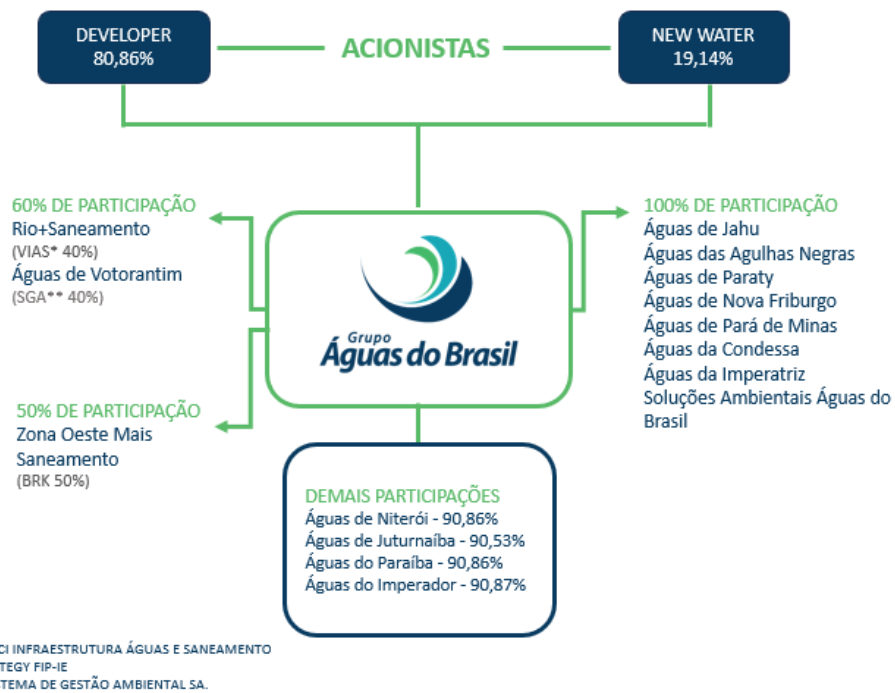 DEVELOPER
80,86%
ACIONISTAS
NEW WATER
19,14%
60% DE PARTICIPAÇÃO
Rio+Saneamento
(VIAS* 40%)
Águas de Votorantim
(SGA** 40%)
50% DE PARTICIPAÇÃO
Zona Oeste Mais
Saneamento
(BRK 50%)
Grupo
Águas do Brasil
100% DE PARTICIPAÇÃO
Águas de Jahu
Águas das Agulhas Negras
Águas de Paraty
Águas de Nova Friburgo
Águas de Pará de Minas
Águas da Condessa
Águas da Imperatriz
Soluções Ambientais Águas do
Brasil
DEMAIS PARTICIPAÇÕES
Águas de Niterói - 90,86%
Águas de Juturnaíba - 90,53%
Águas do Paraíba - 90,86%
Águas do Imperador - 90,87%
INFRAESTRUTURA ÁGUAS E SANEAMENTO
FIP-IE
DE GESTÃO AMBIENTAL SA.